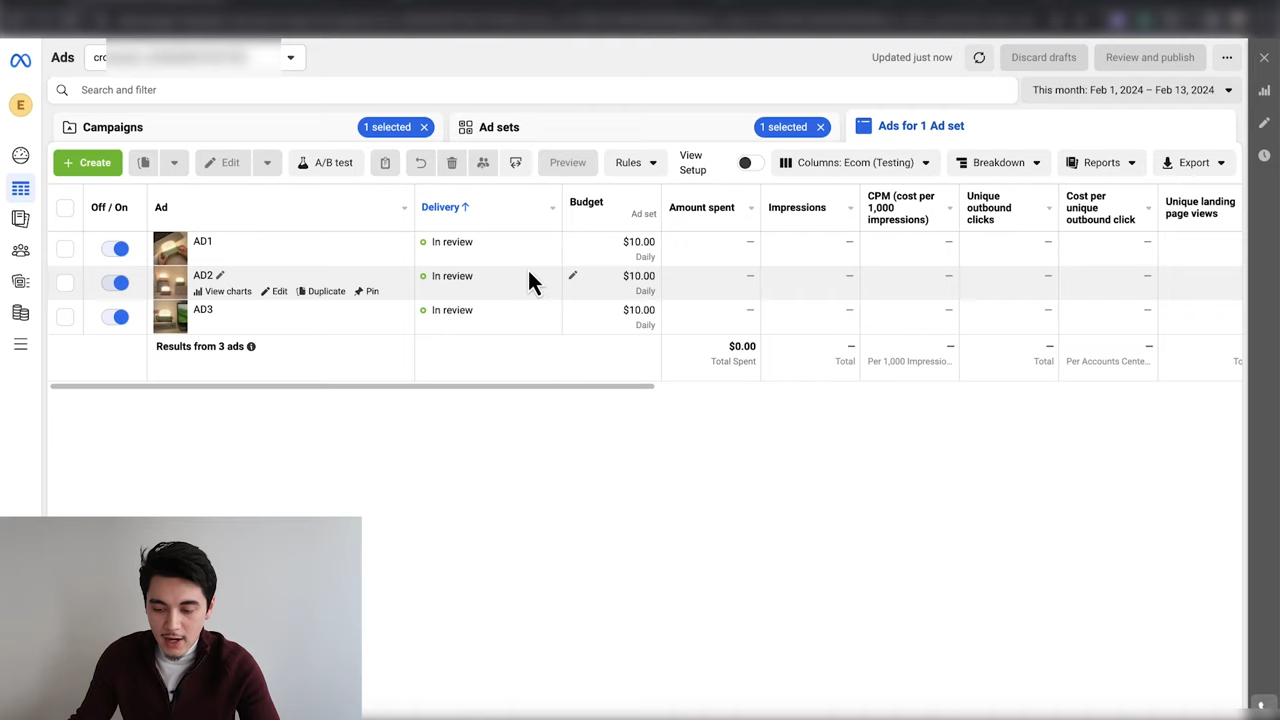 Ads
cro
Updated just now
Discard drafts
Review and publish
E
Search and filter
This month: Feb 1, 2024 – Feb 13, 2024
Campaigns
1 selected
Ad sets
1 selected
Ads for 1 Ad set
+ Create
Edit
A/B test
Preview
Rules
View
Setup
Columns: Ecom (Testing)
Breakdown
Reports
Export
Off / On
Ad
Delivery ↑
Budget
Ad set
Amount spent
Impressions
CPM (cost per
1,000
impressions)
Unique
outbound
clicks
Cost per
unique
outbound click
Unique landing
page views
AD1
In review
$10.00
Daily
—
—
—
—
—
AD2
View charts
Edit
Duplicate
Pin
In review
$10.00
Daily
—
—
—
—
—
AD3
In review
$10.00
Daily
—
—
—
—
—
Results from 3 ads
$0.00
Total Spent
—
Total
—
Per 1,000 Impressio...
—
Total
—
Per Accounts Cente...
To